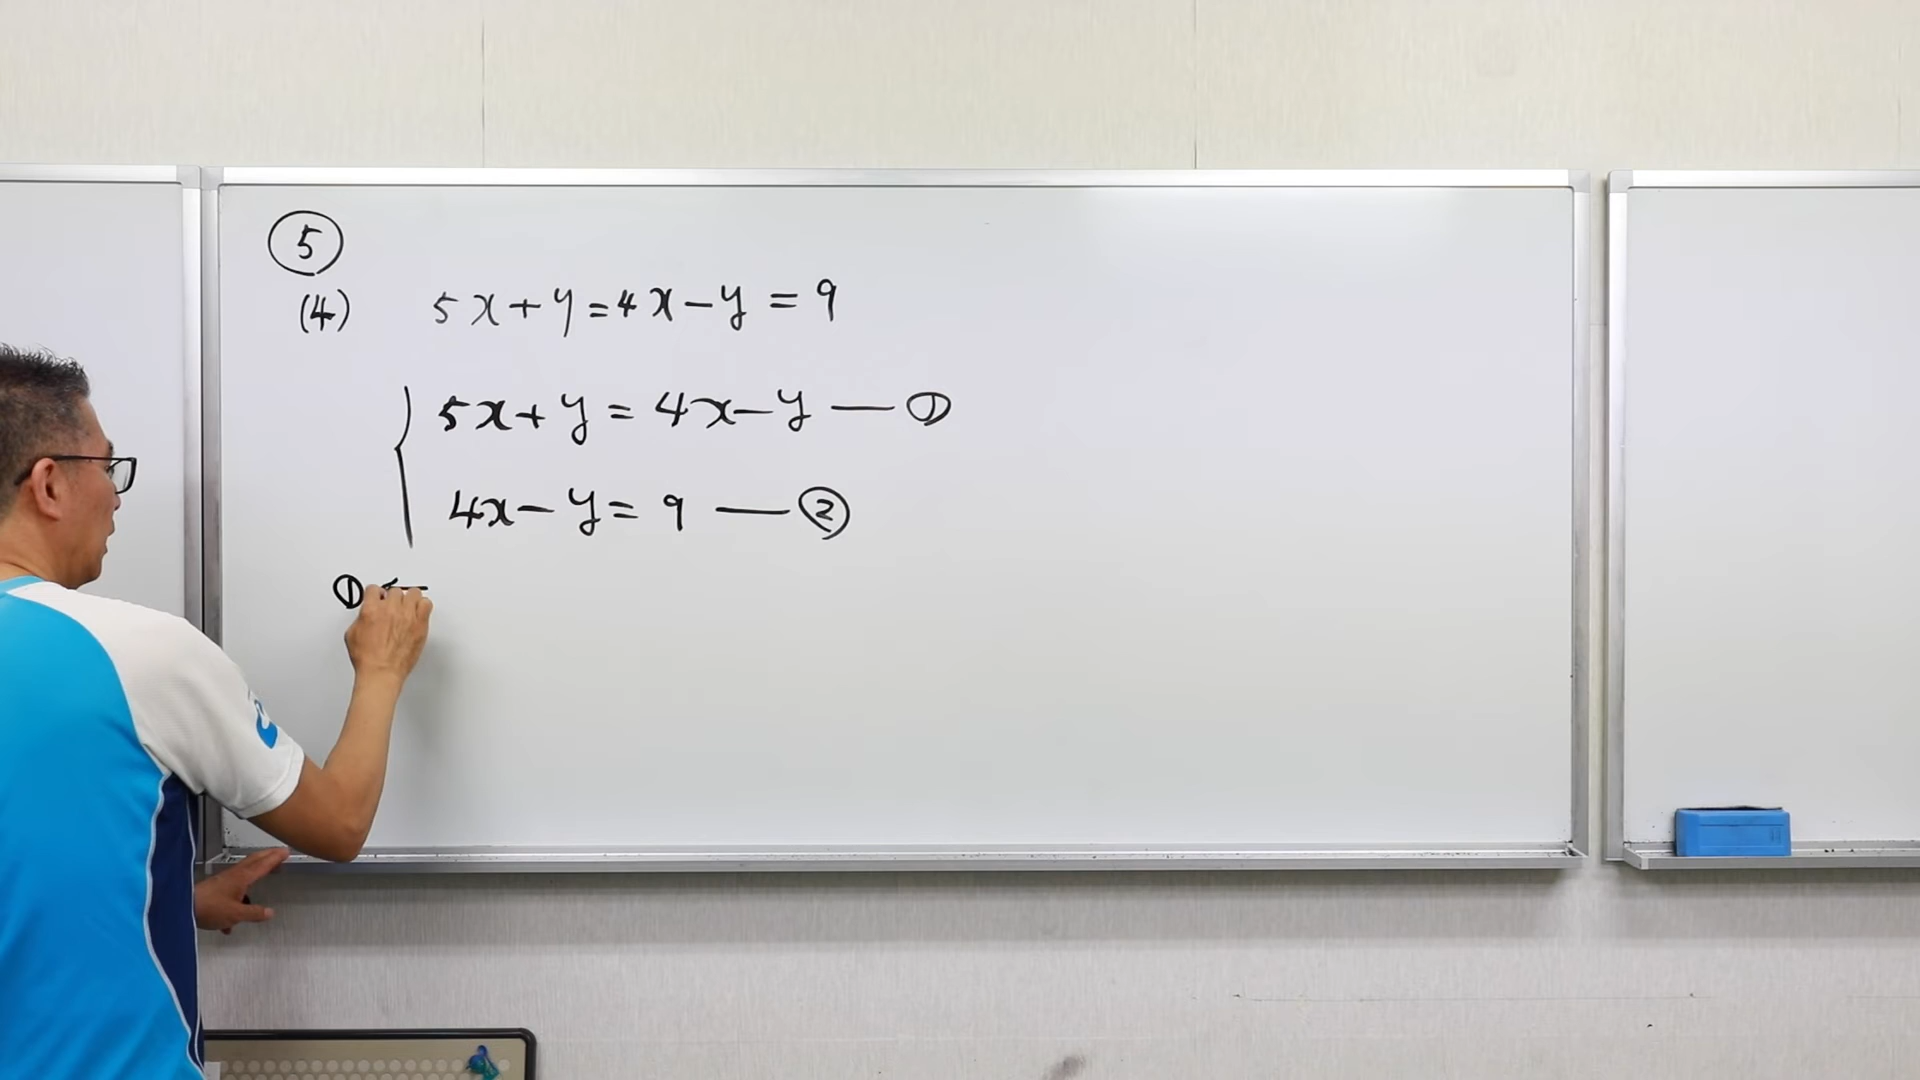 ⑤
(4) 5x+y=4x-y=9
5x+y=4x-y — ①
4x-y=9 — ②
①